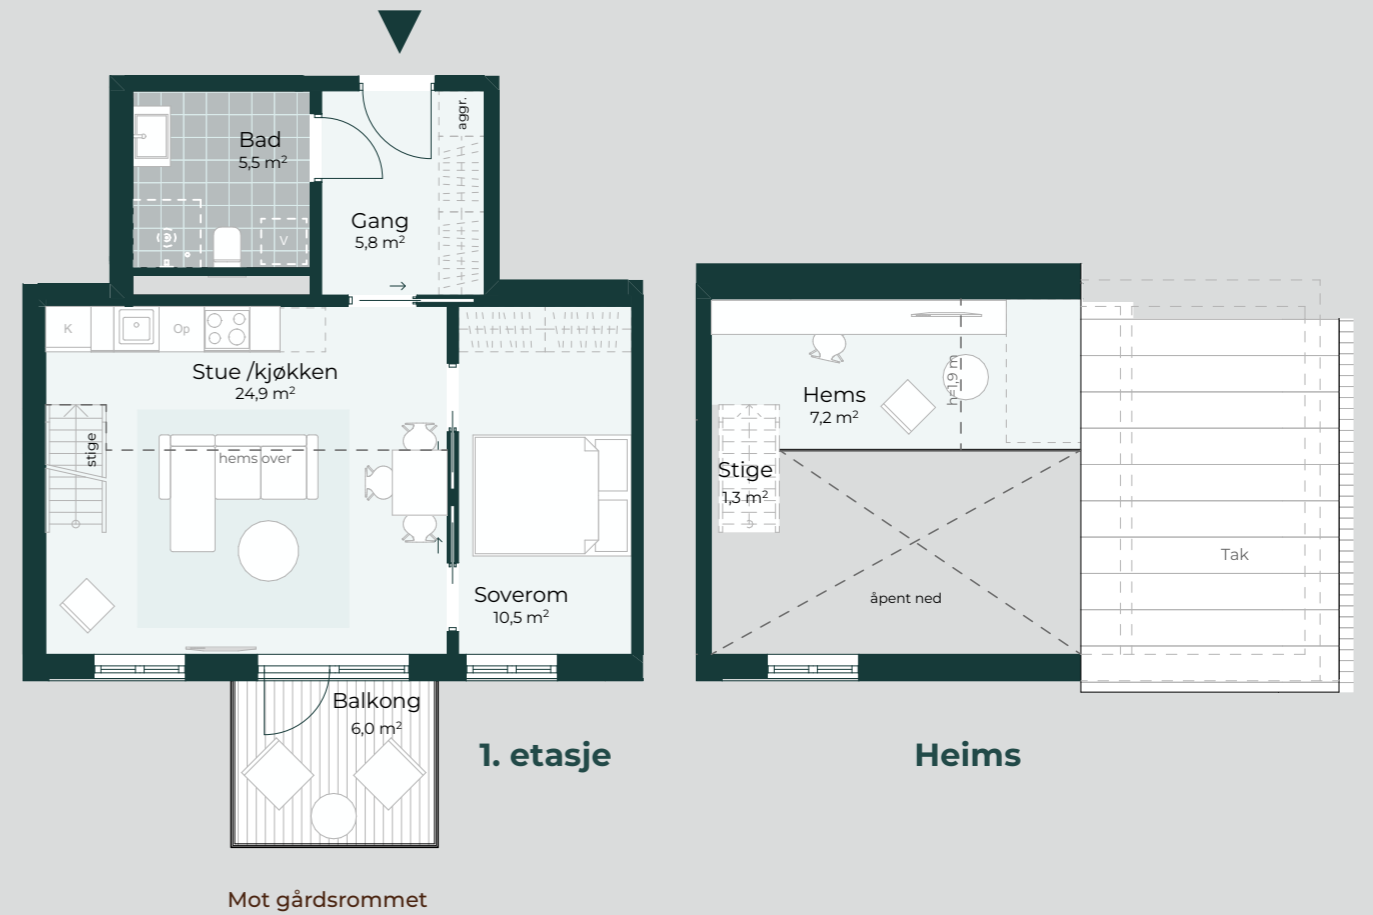 aggr.
Bad
5,5 m²
Gang
5,8 m²
V
K
Op
Stue /kjøkken
24,9 m²
stige
hems over
Soverom
10,5 m²
Balkong
6,0 m²
1. etasje
Mot gårdsrommet
Hems
7,2 m²
h=1,9 m
Stige
1,3 m²
åpent ned
Tak
Heims